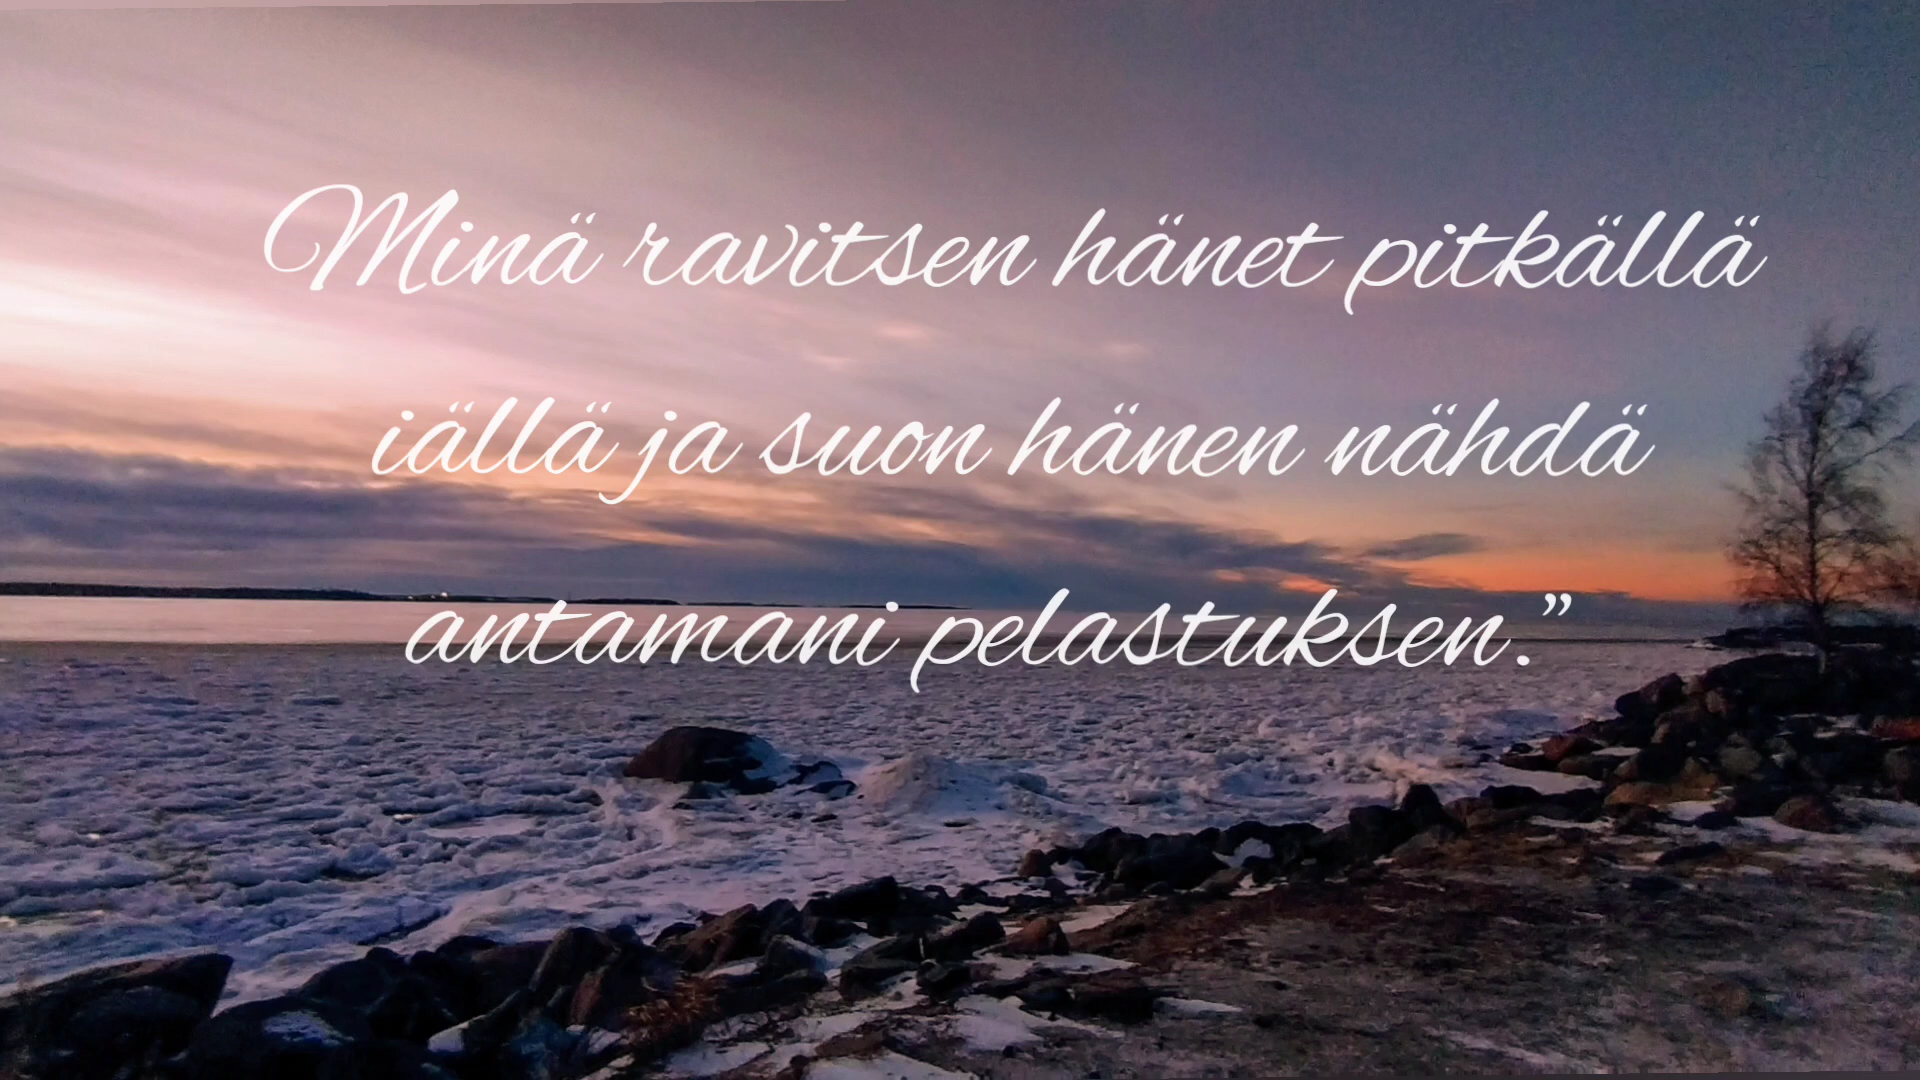 Minä ravitsen hänet pitkällä
iällä ja suon hänen nähdä
antamani pelastuksen.”